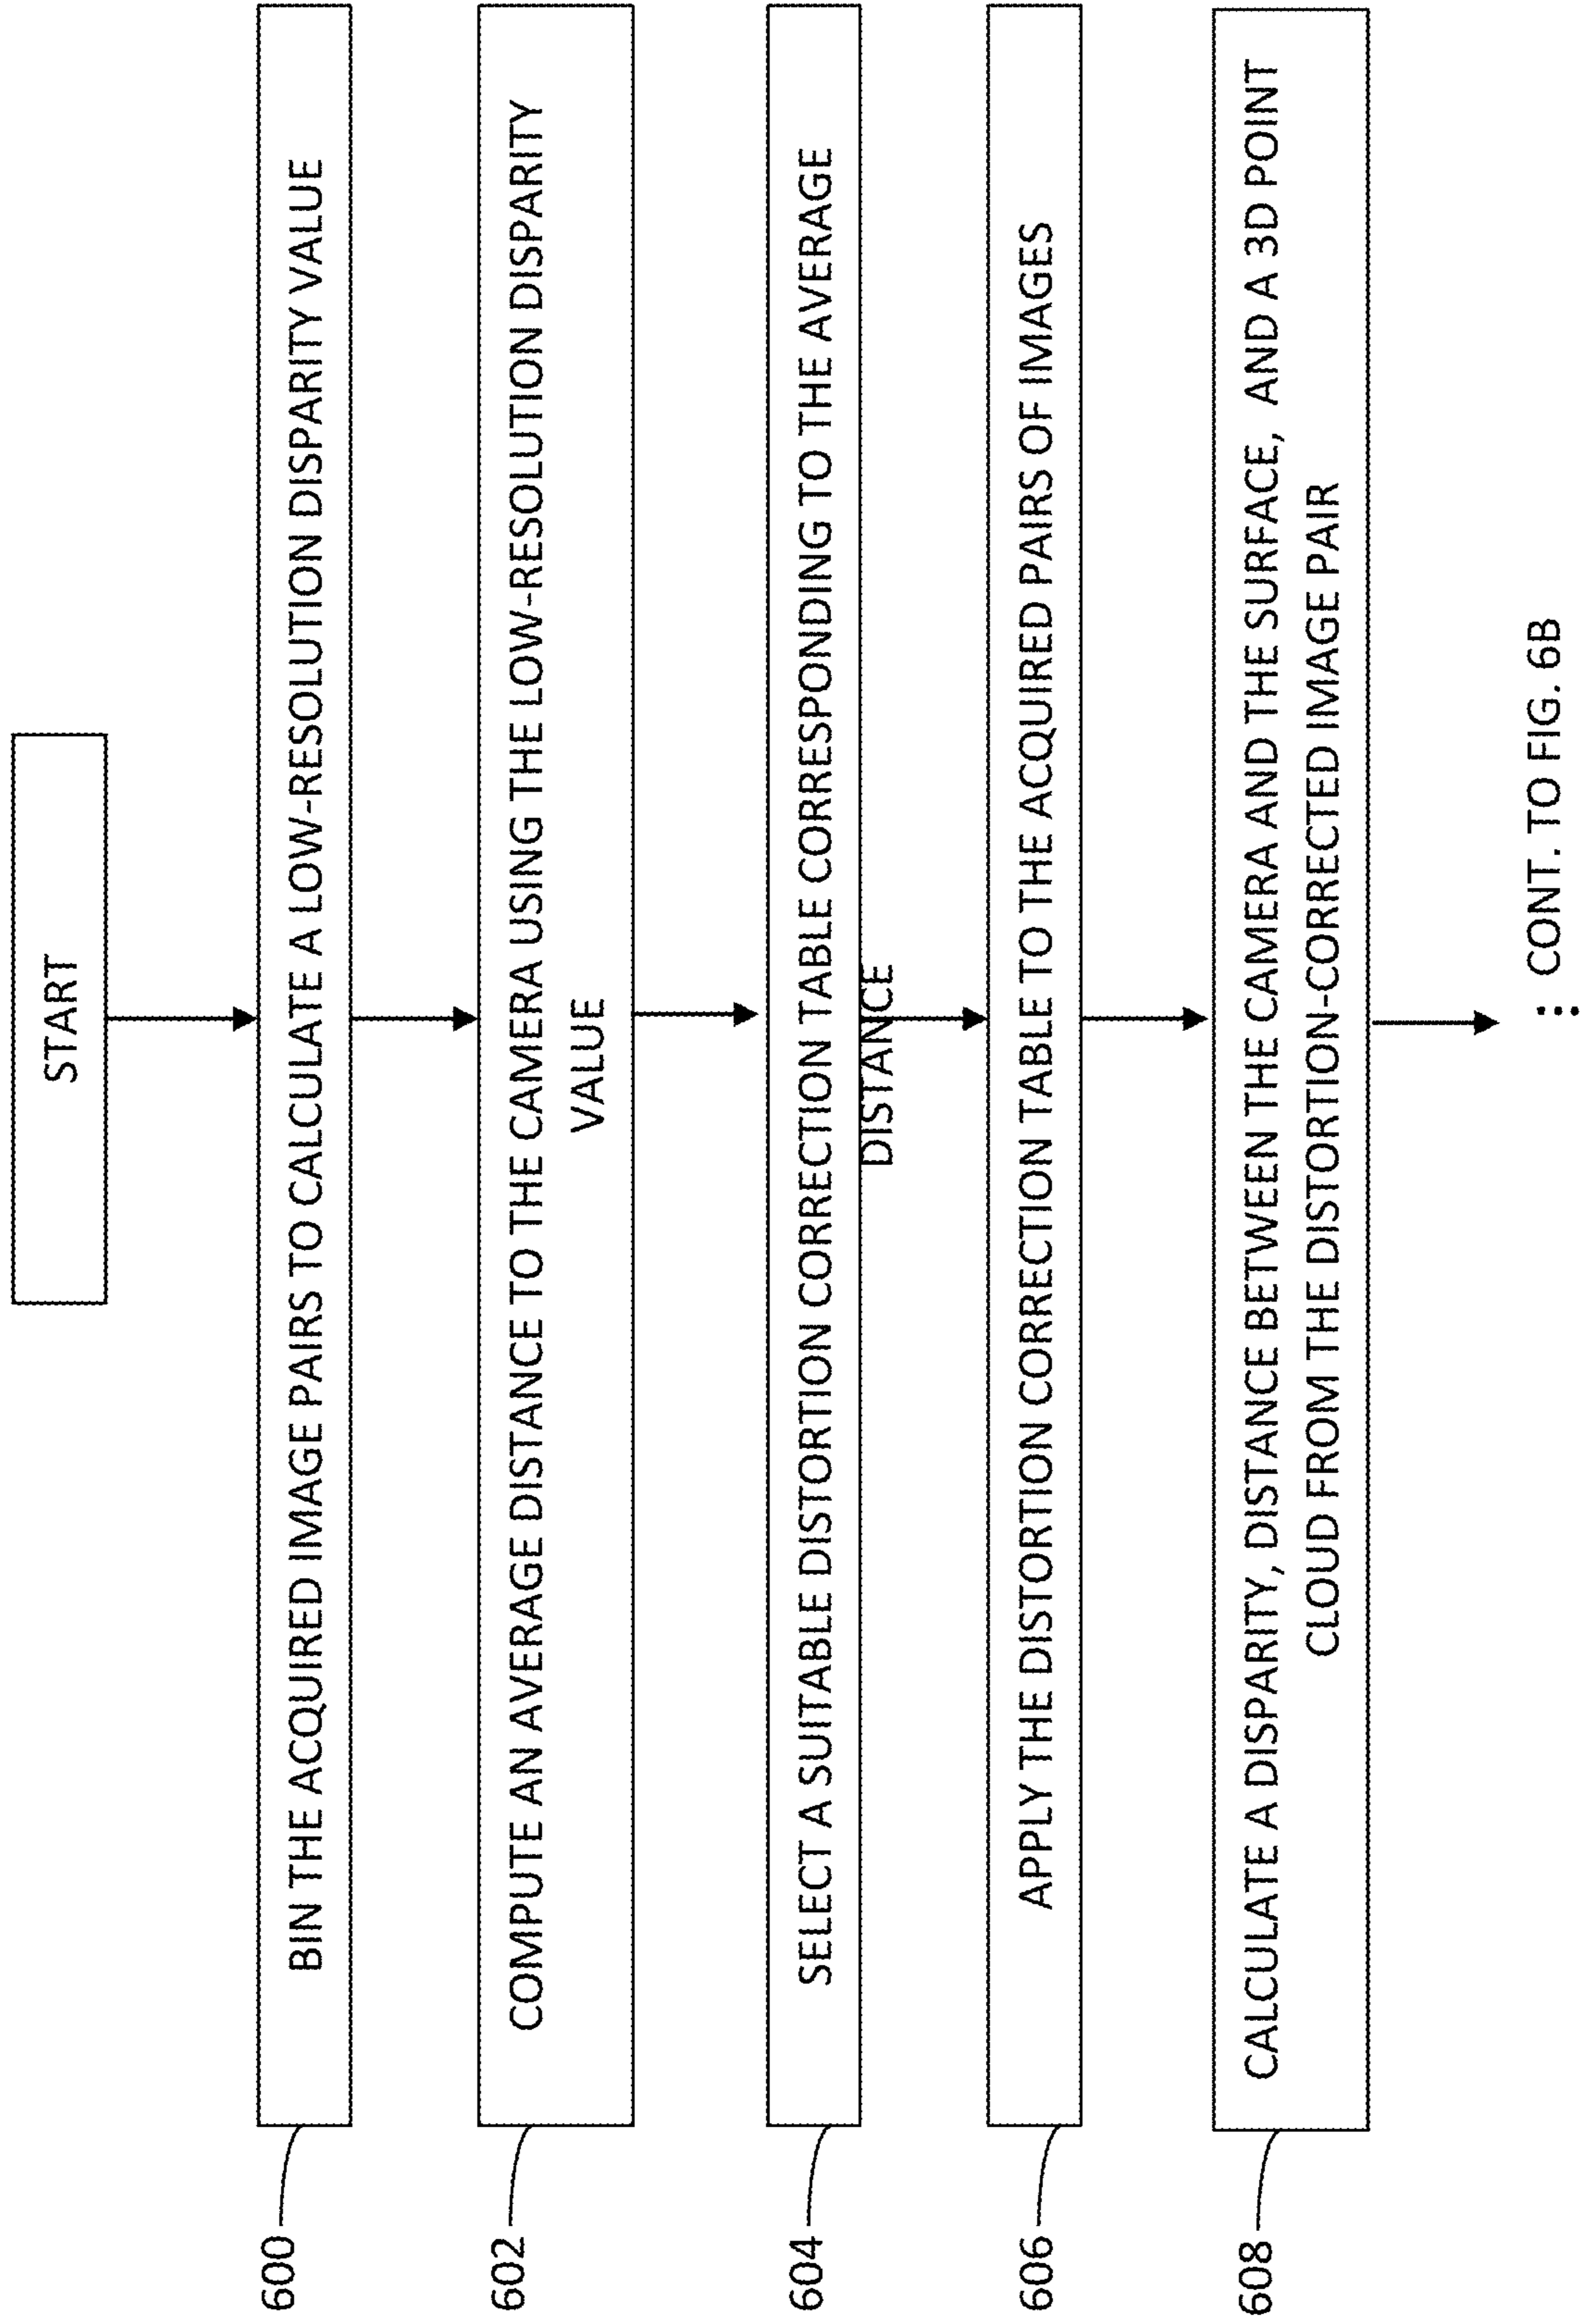 START
600
BIN THE ACQUIRED IMAGE PAIRS TO CALCULATE A LOW-RESOLUTION DISPARITY VALUE
602
COMPUTE AN AVERAGE DISTANCE TO THE CAMERA USING THE LOW-RESOLUTION DISPARITY
VALUE
604
SELECT A SUITABLE DISTORTION CORRECTION TABLE CORRESPONDING TO THE AVERAGE
DISTANCE
606
APPLY THE DISTORTION CORRECTION TABLE TO THE ACQUIRED PAIRS OF IMAGES
608
CALCULATE A DISPARITY, DISTANCE BETWEEN THE CAMERA AND THE SURFACE, AND A 3D POINT
CLOUD FROM THE DISTORTION-CORRECTED IMAGE PAIR
CONT. TO FIG. 6B